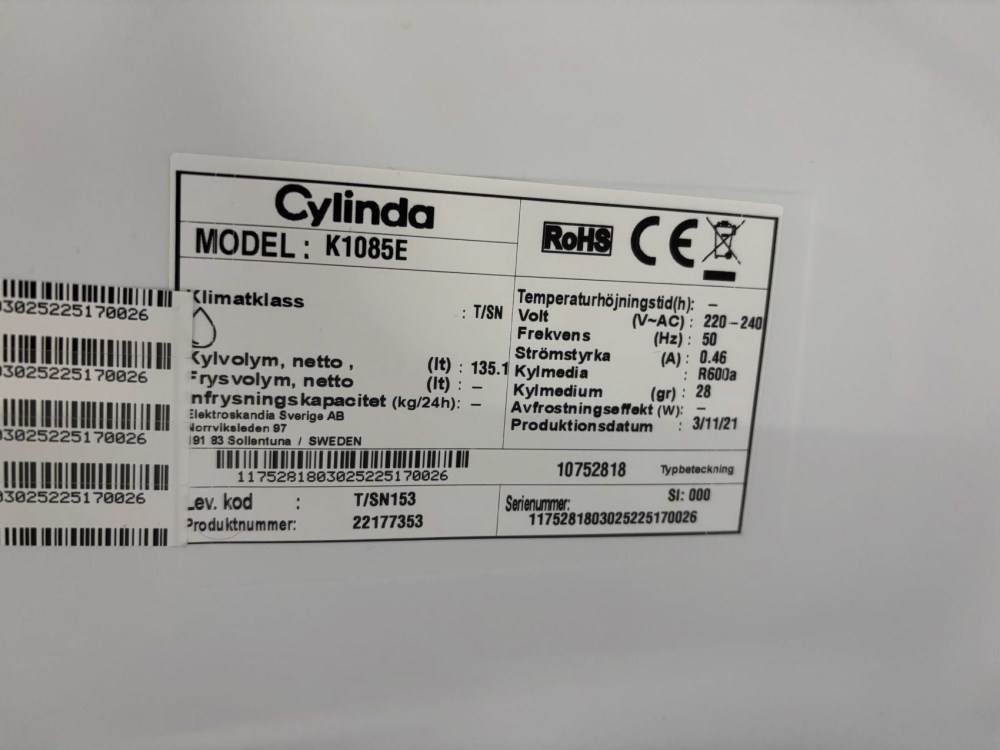 Cylinda
MODEL : K1085E
RoHS CE
Klimatklass : T/SN
Kylvolym, netto , (lt) : 135.1
Frysvolym, netto (lt) : –
nfrysningskapacitet (kg/24h): –
Elektroskandia Sverige AB
Norrviksleden 97
191 83 Sollentuna / SWEDEN
Temperaturhöjningstid(h): –
Volt (V~AC) : 220–240
Frekvens (Hz) : 50
Strömstyrka (A) : 0.46
Kylmedia : R600a
Kylmedium (gr) : 28
Avfrostningseffekt (W): –
Produktionsdatum : 3/11/21
1175281803025225170026
10752818 Typbeteckning
Lev. kod : T/SN153
Produktnummer: 22177353
SI: 000
Serienummer:
1175281803025225170026
03025225170026
03025225170026
03025225170026
03025225170026